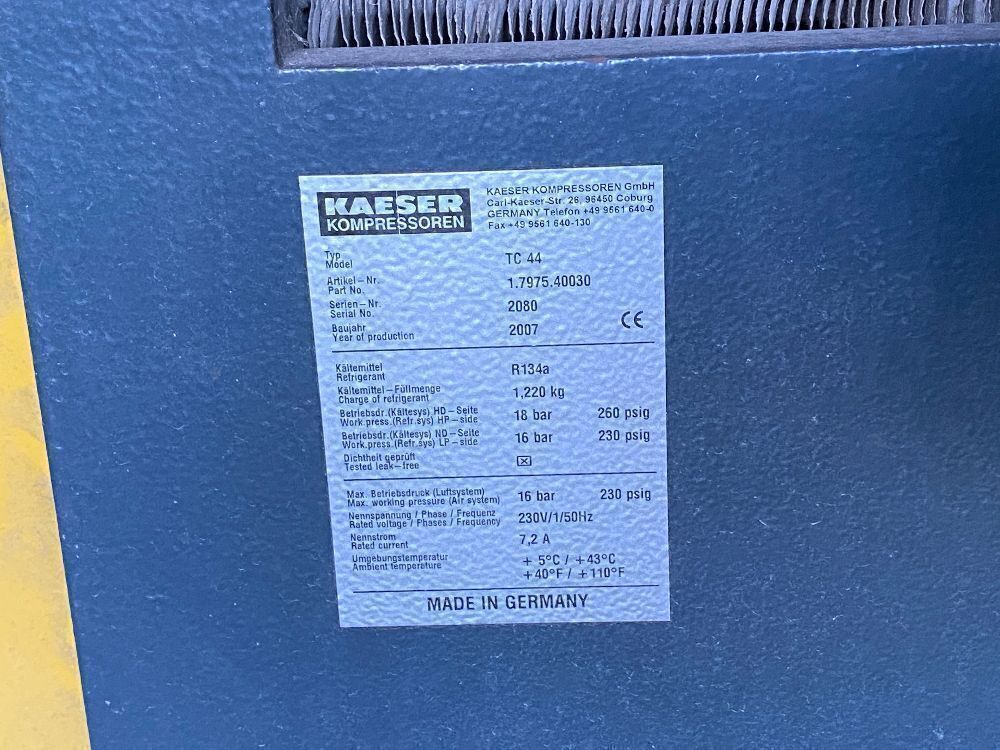 KAESER
KOMPRESSOREN
KAESER KOMPRESSOREN GmbH
Carl-Kaeser-Str. 26, 96450 Coburg
GERMANY Telefon +49 9561 640-0
Fax +49 9561 640-130
Typ
Model TC 44
Artikel-Nr.
Part No. 1.7975.40030
Serien-Nr.
Serial No. 2080
Baujahr
Year of production 2007
CE
Kältemittel
Refrigerant R134a
Kältemittel-Füllmenge
Charge of refrigerant 1,220 kg
Betriebsdr.(Kältesys) HD-Seite
Work.press.(Refr.sys) HP-side 18 bar 260 psig
Betriebsdr.(Kältesys) ND-Seite
Work.press.(Refr.sys) LP-side 16 bar 230 psig
Dichtheit geprüft
Tested leak-free ☒
Max. Betriebsdruck (Luftsystem)
Max. working pressure (Air system) 16 bar 230 psig
Nennspannung / Phase / Frequenz
Rated voltage / Phases / Frequency 230V/1/50Hz
Nennstrom
Rated current 7,2 A
Umgebungstemperatur + 5°C / +43°C
Ambient temperature +40°F / +110°F
MADE IN GERMANY